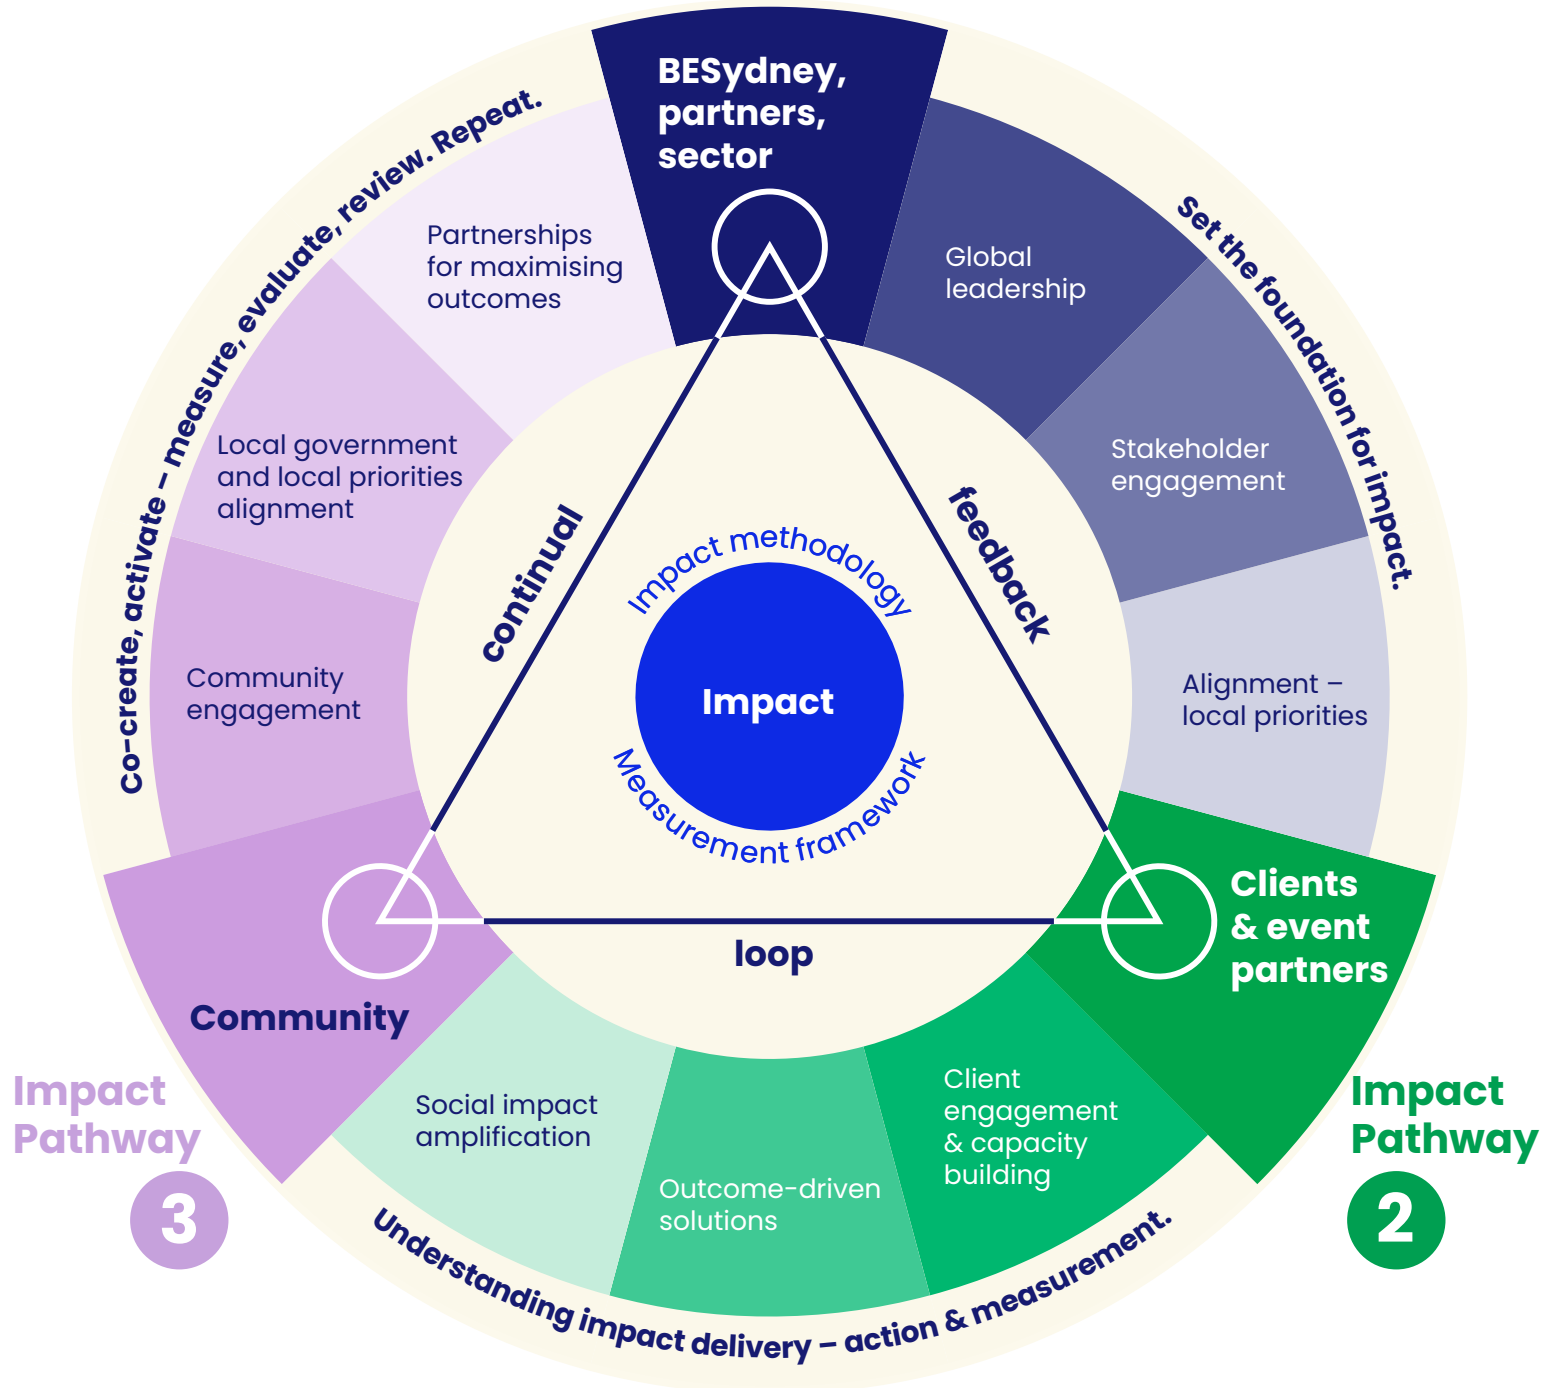 BESydney,
partners,
sector
Set the foundation for impact.
Global
leadership
Stakeholder
engagement
Alignment –
local priorities
Clients
& event
partners
Impact
Pathway
2
Understanding impact delivery – action & measurement.
Client
engagement
& capacity
building
Outcome-driven
solutions
Social impact
amplification
Community
Impact
Pathway
3
Co-create, activate – measure, evaluate, review. Repeat.
Community
engagement
Local government
and local priorities
alignment
Partnerships
for maximising
outcomes
continual
feedback
loop
Impact methodology
Impact
Measurement framework